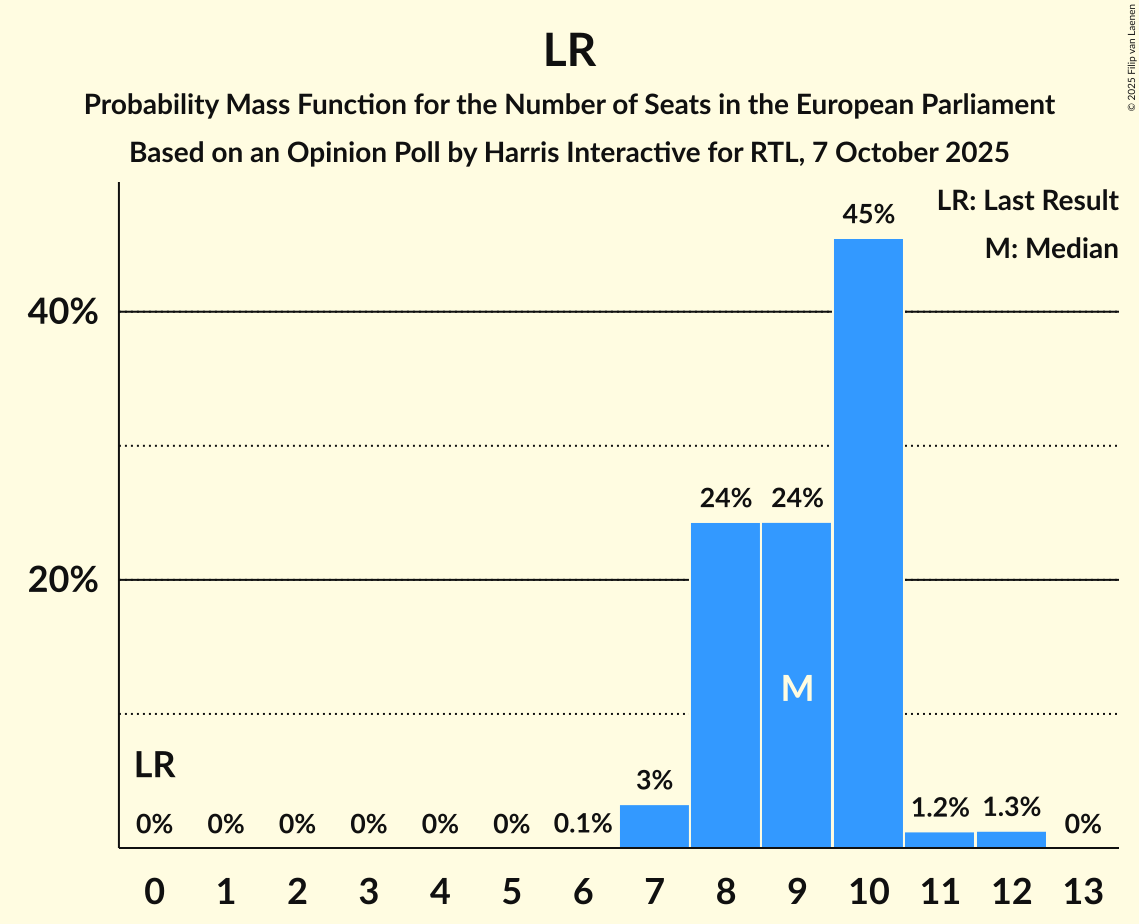 LR
Probability Mass Function for the Number of Seats in the European Parliament
Based on an Opinion Poll by Harris Interactive for RTL, 7 October 2025
© 2025 Filip van Laenen
LR: Last Result
M: Median
45%
40%
24% 24%
20%
M
LR
3%
0% 0% 0% 0% 0% 0% 0.1% 1.2% 1.3% 0%
0 1 2 3 4 5 6 7 8 9 10 11 12 13